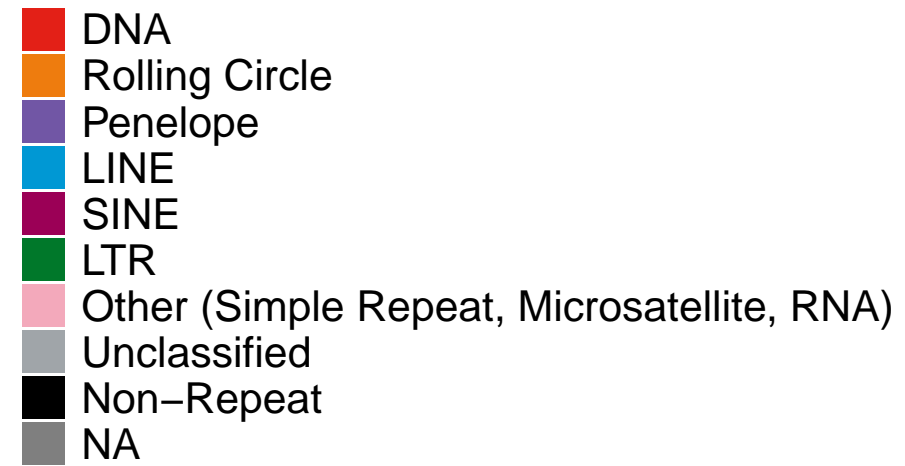 DNA
Rolling Circle
Penelope
LINE
SINE
LTR
Other (Simple Repeat, Microsatellite, RNA)
Unclassified
Non−Repeat
NA